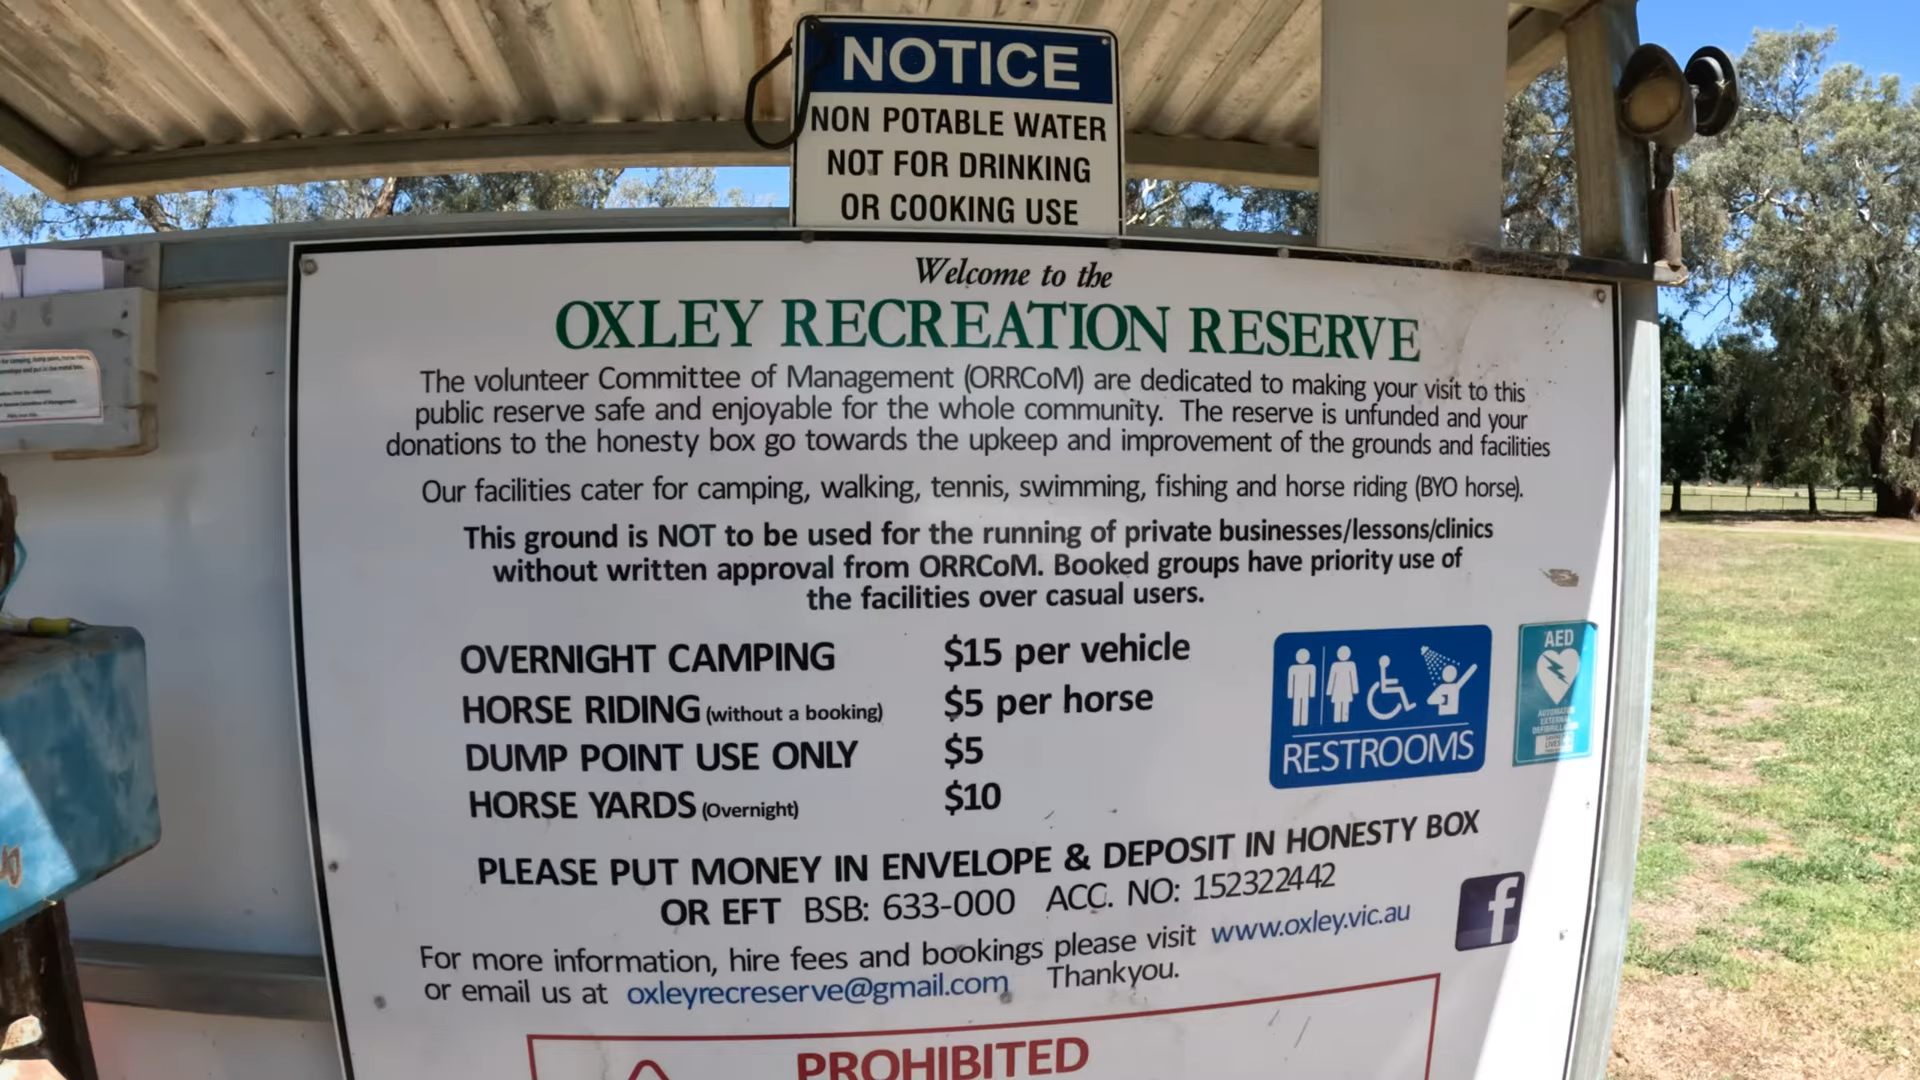 NOTICE
NON POTABLE WATER
NOT FOR DRINKING
OR COOKING USE
Welcome to the
OXLEY RECREATION RESERVE
The volunteer Committee of Management (ORRCoM) are dedicated to making your visit to this
public reserve safe and enjoyable for the whole community. The reserve is unfunded and your
donations to the honesty box go towards the upkeep and improvement of the grounds and facilities
Our facilities cater for camping, walking, tennis, swimming, fishing and horse riding (BYO horse).
This ground is NOT to be used for the running of private businesses/lessons/clinics
without written approval from ORRCoM. Booked groups have priority use of
the facilities over casual users.
OVERNIGHT CAMPING $15 per vehicle
HORSE RIDING (without a booking) $5 per horse
DUMP POINT USE ONLY $5
HORSE YARDS (Overnight) $10
RESTROOMS
AED
AUTOMATED
EXTERNAL
DEFIBRILLATOR
PLEASE PUT MONEY IN ENVELOPE & DEPOSIT IN HONESTY BOX
OR EFT BSB: 633-000 ACC. NO: 152322442
For more information, hire fees and bookings please visit www.oxley.vic.au
or email us at oxleyrecreserve@gmail.com Thankyou.
f
PROHIBITED